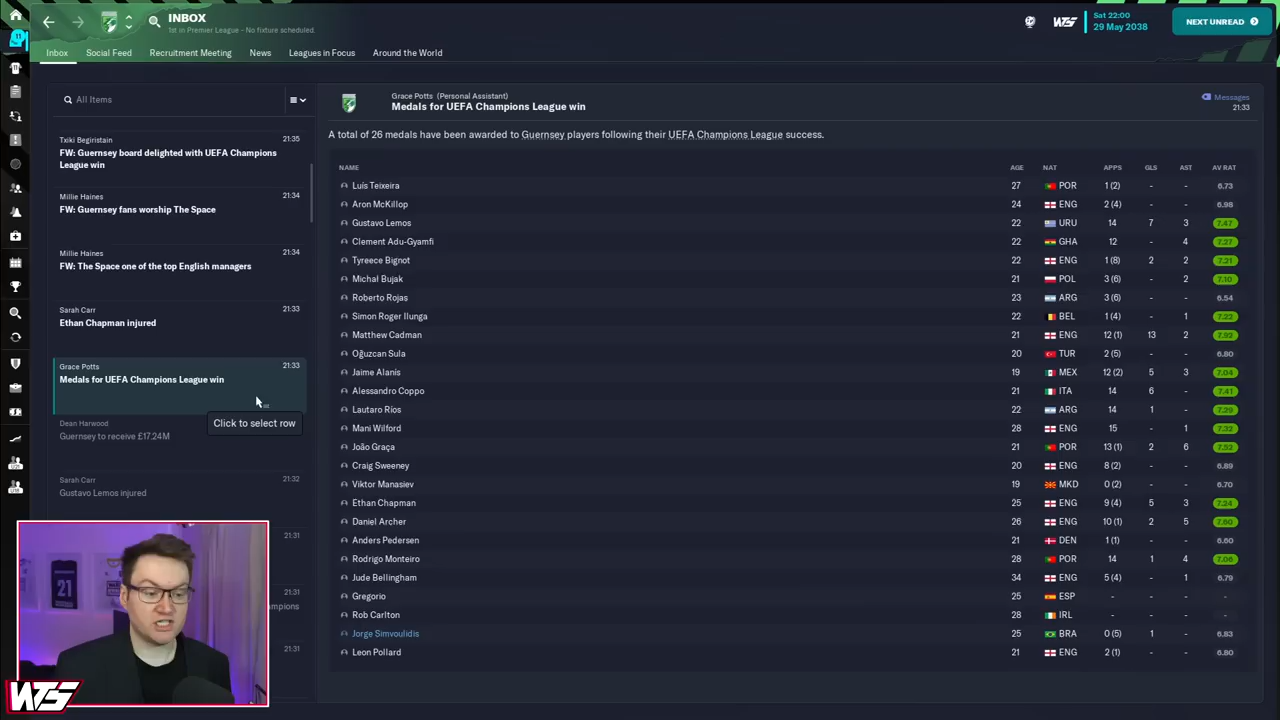 INBOX
1st in Premier League - No fixture scheduled.
WTS
Sat 22:00
29 May 2038
NEXT UNREAD
Inbox Social Feed Recruitment Meeting News Leagues in Focus Around the World
All Items
Txiki Begiristain 21:35
FW: Guernsey board delighted with UEFA Champions
League win
Millie Haines 21:34
FW: Guernsey fans worship The Space
Millie Haines 21:34
FW: The Space one of the top English managers
Sarah Carr 21:33
Ethan Chapman injured
Grace Potts 21:33
Medals for UEFA Champions League win
Click to select row
Dean Harwood
Guernsey to receive £17.24M
Sarah Carr 21:32
Gustavo Lemos injured
21:31
21:31
ampions
21:31
21
WTS
Grace Potts (Personal Assistant)
Medals for UEFA Champions League win
Messages
21:33
A total of 26 medals have been awarded to Guernsey players following their UEFA Champions League success.
NAME AGE NAT APPS GLS AST AV RAT
Luís Teixeira 27 POR 1 (2) - - 6.73
Aron McKillop 24 ENG 2 (4) - - 6.98
Gustavo Lemos 22 URU 14 7 3 7.47
Clement Adu-Gyamfi 22 GHA 12 - 4 7.27
Tyreece Bignot 22 ENG 1 (8) 2 2 7.21
Michał Bujak 21 POL 3 (6) - 2 7.10
Roberto Rojas 23 ARG 3 (6) - - 6.54
Simon Roger Ilunga 22 BEL 1 (4) - 1 7.22
Matthew Cadman 21 ENG 12 (1) 13 2 7.92
Oğuzcan Sula 20 TUR 2 (5) - - 6.80
Jaime Alanís 19 MEX 12 (2) 5 3 7.04
Alessandro Coppo 21 ITA 14 6 - 7.41
Lautaro Ríos 22 ARG 14 1 - 7.29
Mani Wilford 28 ENG 15 - 1 7.32
João Graça 21 POR 13 (1) 2 6 7.52
Craig Sweeney 20 ENG 8 (2) - - 6.89
Viktor Manasiev 19 MKD 0 (2) - - 6.70
Ethan Chapman 25 ENG 9 (4) 5 3 7.24
Daniel Archer 26 ENG 10 (1) 2 5 7.60
Anders Pedersen 21 DEN 1 (1) - - 6.60
Rodrigo Monteiro 28 POR 14 1 4 7.06
Jude Bellingham 34 ENG 5 (4) - 1 6.79
Gregorio 25 ESP - - -
Rob Carlton 28 IRL - - -
Jorge Simvoulidis 25 BRA 0 (5) 1 - 6.83
Leon Pollard 21 ENG 2 (1) - - 6.80